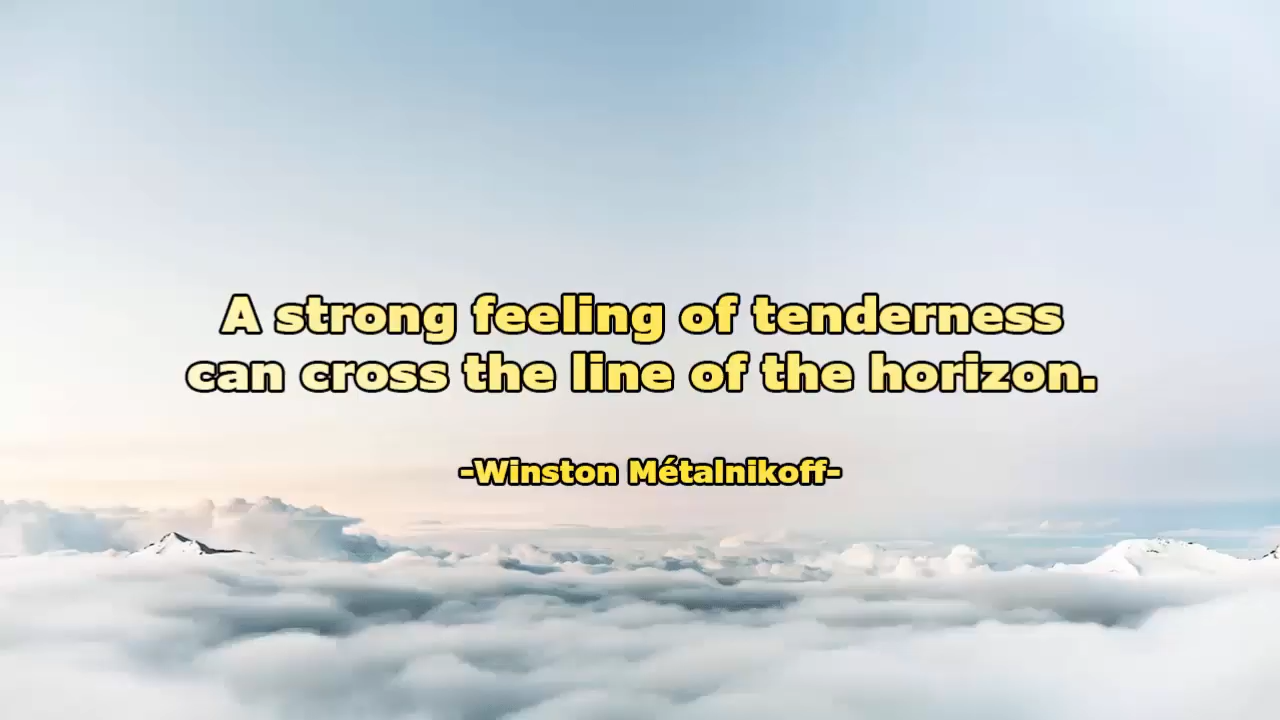 A strong feeling of tenderness
can cross the line of the horizon.
-Winston Métalnikoff-